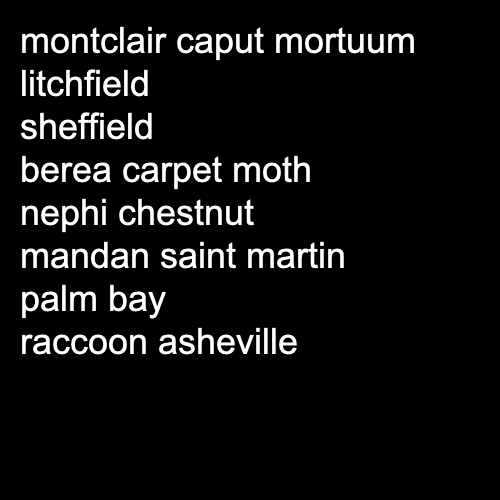 montclair caput mortuum
litchfield
sheffield
berea carpet moth
nephi chestnut
mandan saint martin
palm bay
raccoon asheville